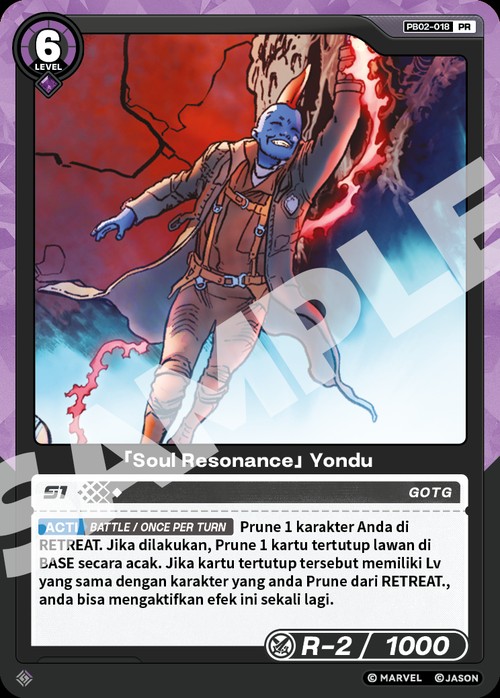 PB02-018 PR
6
LEVEL
SAMPLE
「Soul Resonance」 Yondu
S1 GOTG
ACTI BATTLE / ONCE PER TURN Prune 1 karakter Anda di
RETREAT. Jika dilakukan, Prune 1 kartu tertutup lawan di
BASE secara acak. Jika kartu tertutup tersebut memiliki Lv
yang sama dengan karakter yang anda Prune dari RETREAT.,
anda bisa mengaktifkan efek ini sekali lagi.
R-2 / 1000
© MARVEL ©JASON